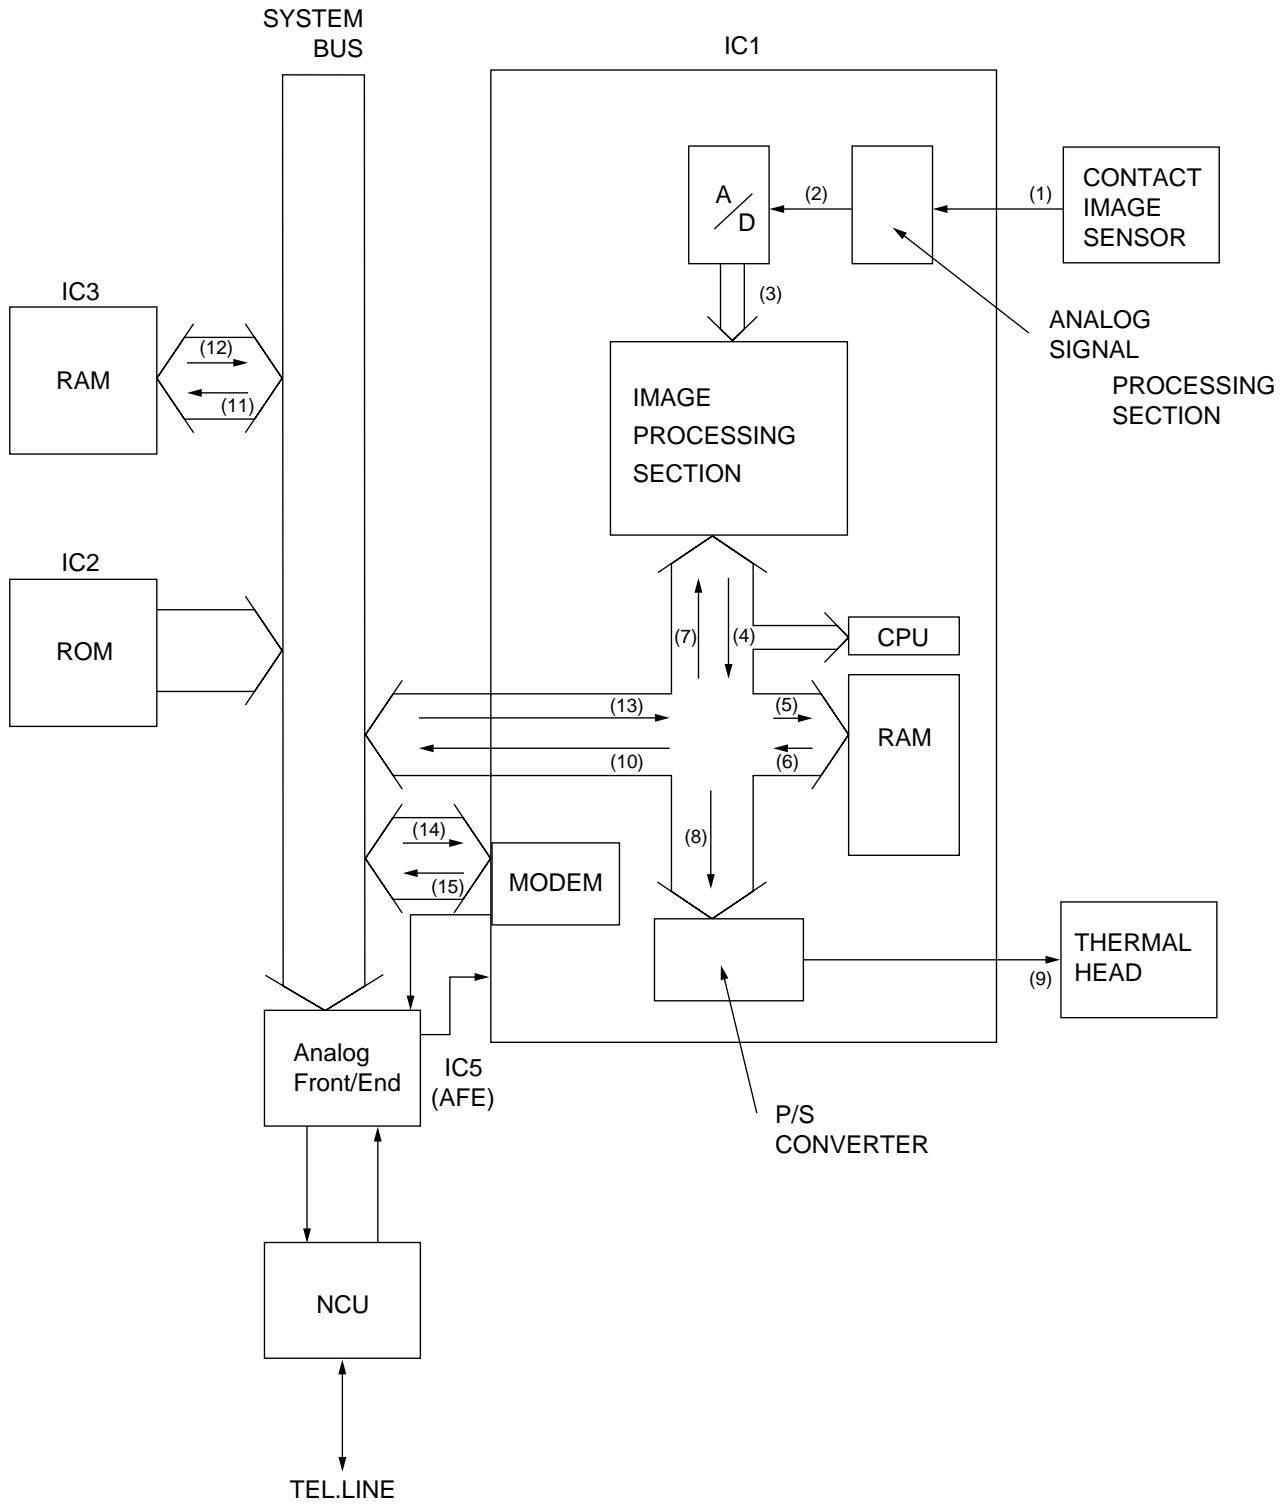 SYSTEM
BUS
IC1
A
D
(2)
(1)
CONTACT
IMAGE
SENSOR
(3)
ANALOG
SIGNAL
PROCESSING
SECTION
IC3
RAM
(12)
(11)
IMAGE
PROCESSING
SECTION
IC2
ROM
(7)
(4)
CPU
(13)
(10)
(5)
(6)
RAM
(14)
(15)
MODEM
(8)
THERMAL
HEAD
(9)
Analog
Front/End
IC5
(AFE)
P/S
CONVERTER
NCU
TEL.LINE